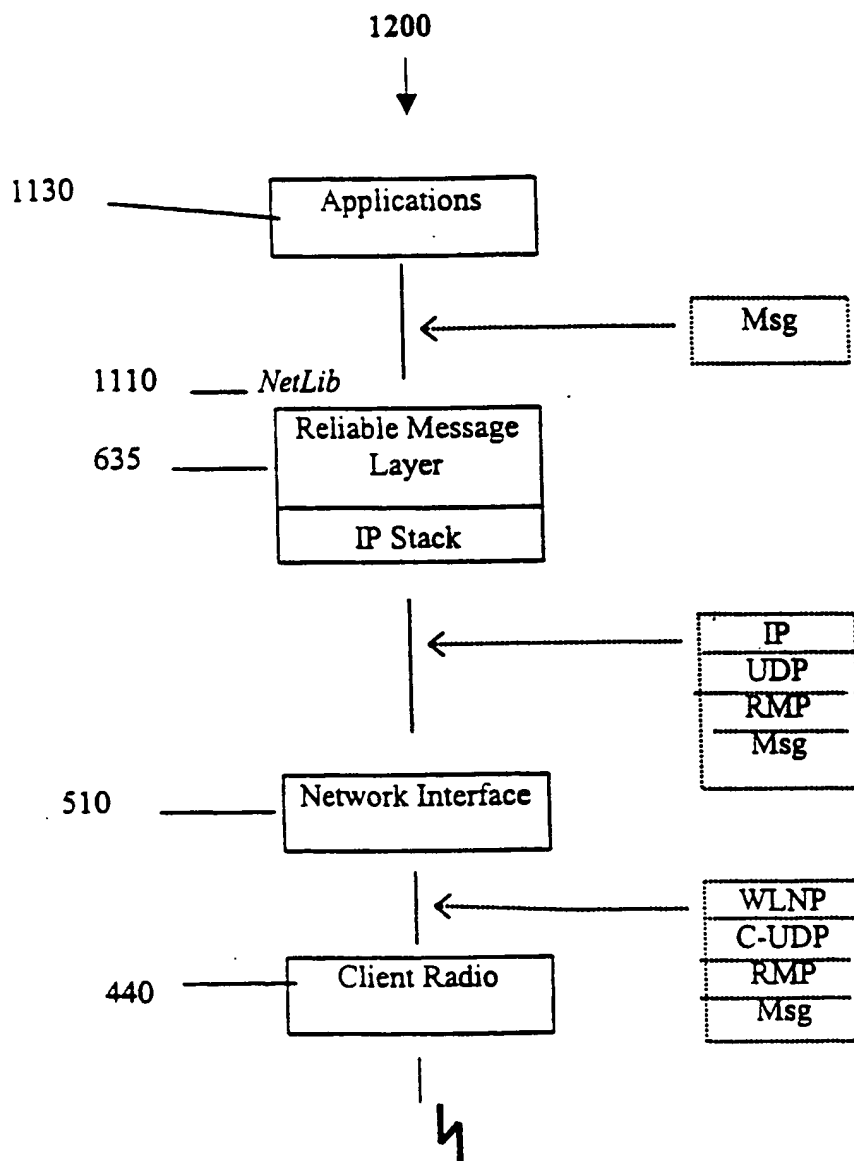 1200
1130
Applications
Msg
1110
NetLib
Reliable Message
Layer
635
IP Stack
IP
UDP
RMP
Msg
Network Interface
510
WLNP
C-UDP
RMP
Msg
Client Radio
440